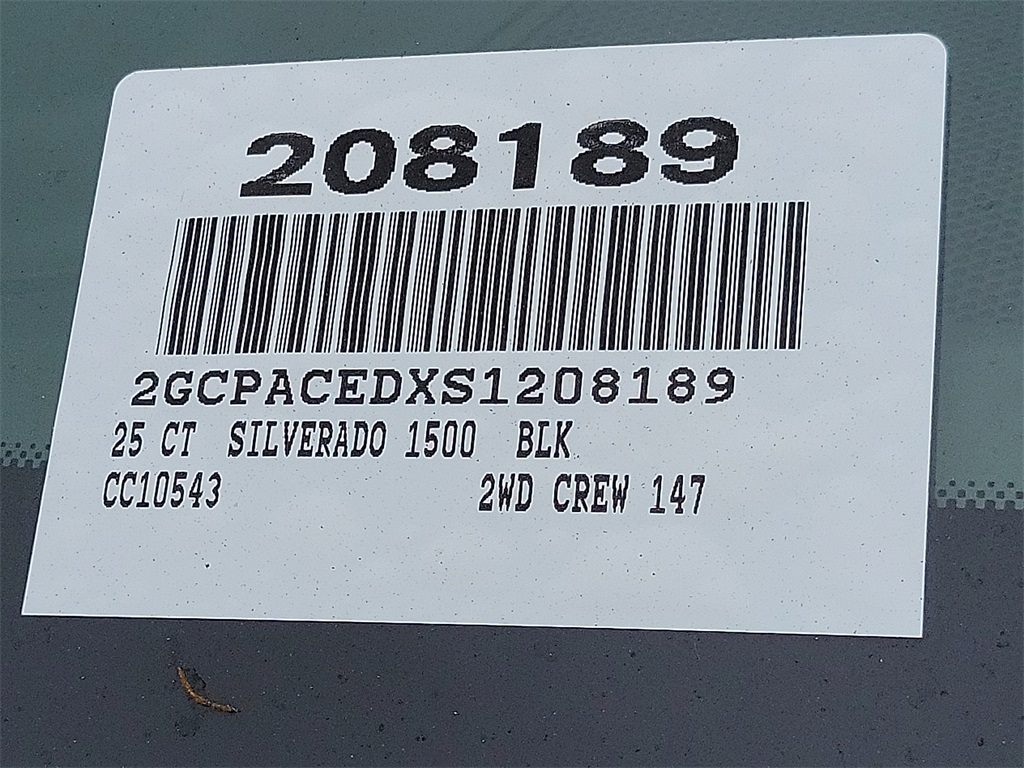 208189
2GCPACEDXS1208189
25 CT SILVERADO 1500 BLK
CC10543 2WD CREW 147